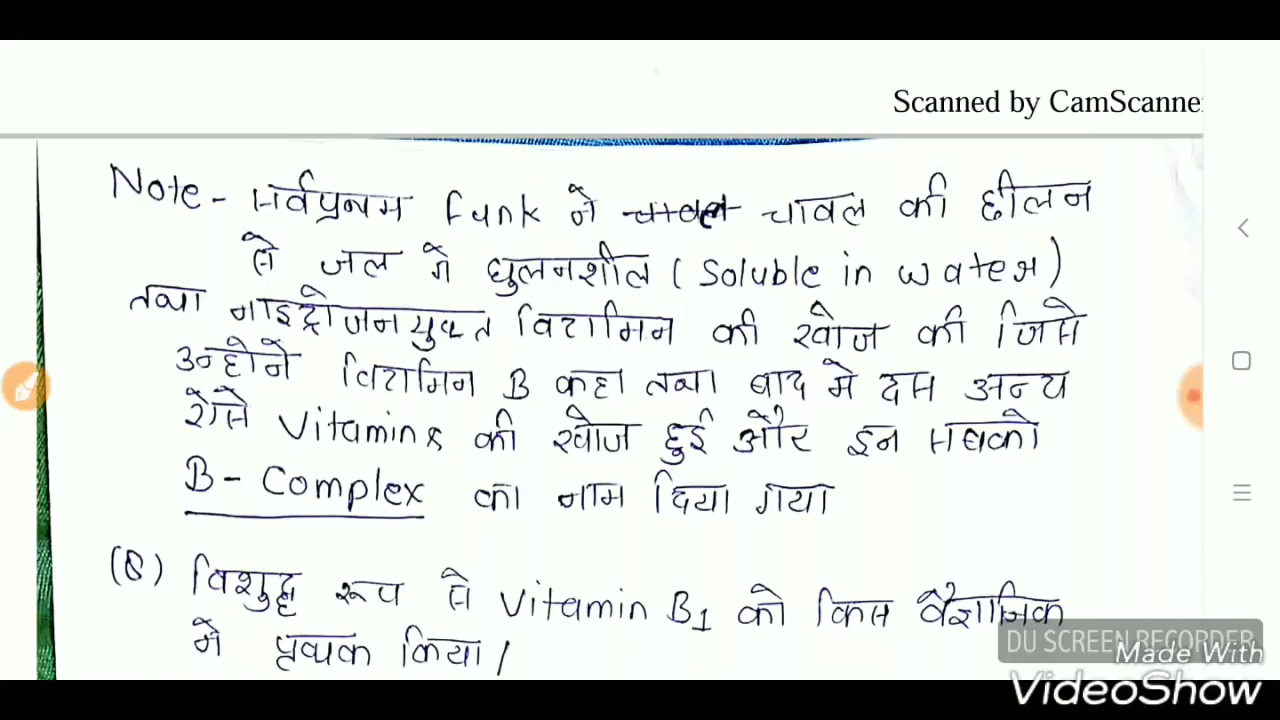 Scanned by CamScanner
Note - सर्वप्रथम Funk ने चावल चावल की छीलन
से जल में घुलनशील (Soluble in water)
तथा नाइट्रोजनयुक्त विटामिन की खोज की जिसे
उन्होने विटामिन B कहा तथा बाद मे दस अन्य
ऐसे Vitamins की खोज हुई और इन सबको
B - Complex का नाम दिया गया
(8) विशुद्ध रूप से Vitamin B1 को किस वैज्ञानिक
ने पृथक किया /
DU SCREEN RECORDER
Made With
VideoShow